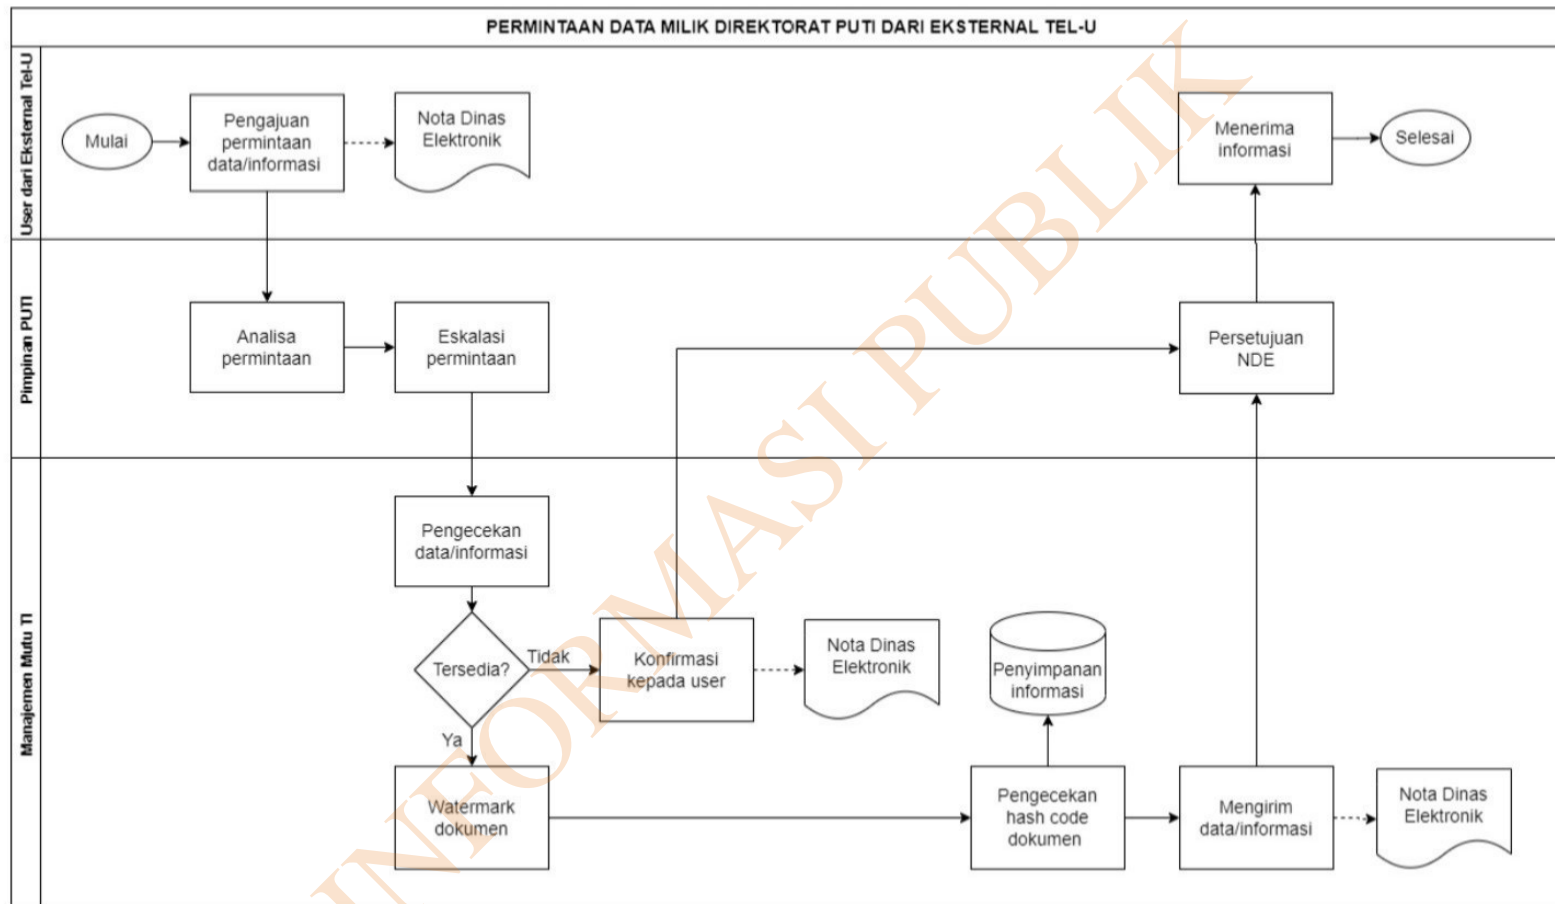 PERMINTAAN DATA MILIK DIREKTORAT PUTI DARI EKSTERNAL TEL-U
User dari Eksternal Tel-U
Mulai
Pengajuan
permintaan
data/informasi
Nota Dinas
Elektronik
Menerima
informasi
Selesai
Pimpinan PUTI
Analisa
permintaan
Eskalasi
permintaan
Persetujuan
NDE
Manajemen Mutu TI
Pengecekan
data/informasi
Tersedia?
Tidak
Konfirmasi
kepada user
Nota Dinas
Elektronik
Penyimpanan
informasi
Ya
Watermark
dokumen
Pengecekan
hash code
dokumen
Mengirim
data/informasi
Nota Dinas
Elektronik
INFORMASI PUBLIK